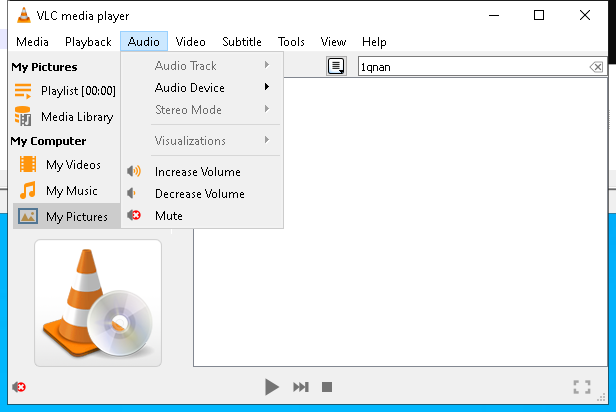 VLC media player
Media Playback Audio Video Subtitle Tools View Help
My Pictures
Playlist [00:00]
Media Library
My Computer
My Videos
My Music
My Pictures
Audio Track
Audio Device
Stereo Mode
Visualizations
Increase Volume
Decrease Volume
Mute
1qnan